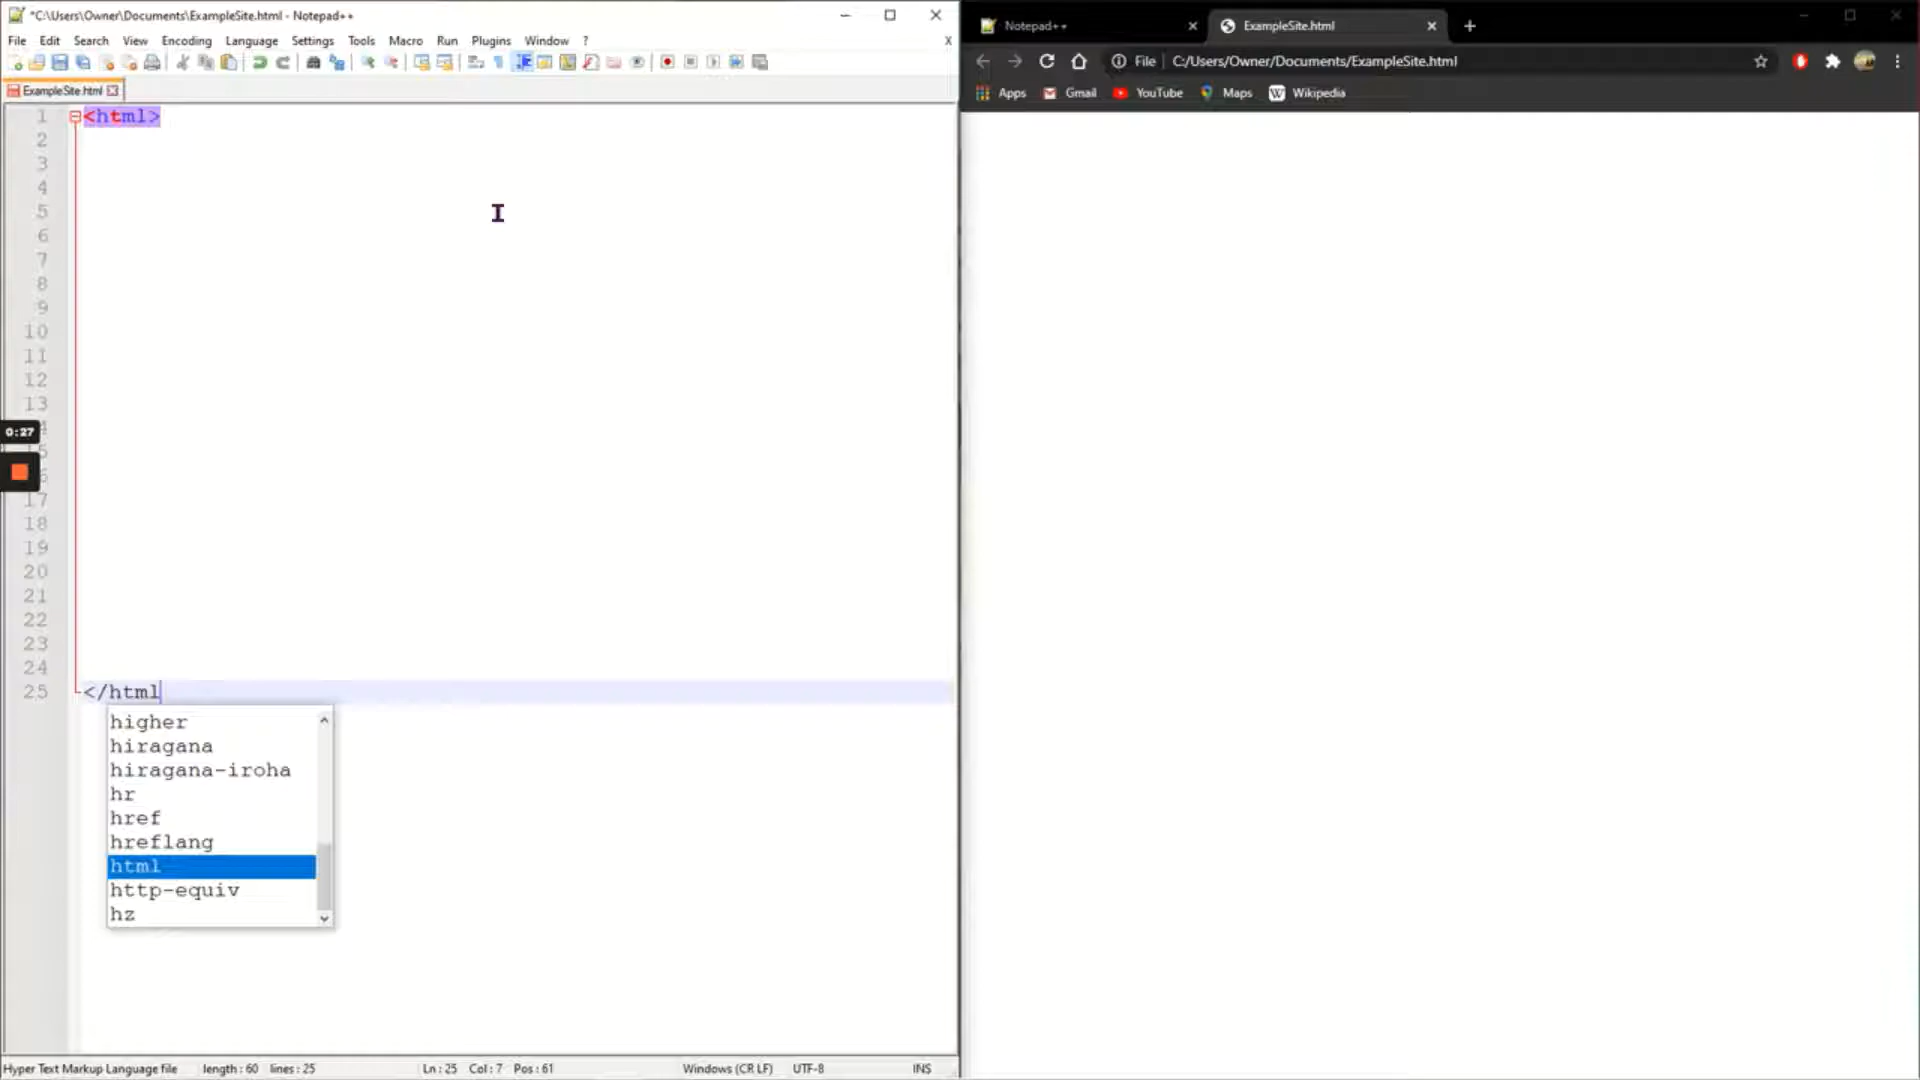 *C:\Users\Owner\Documents\ExampleSite.html - Notepad++
File Edit Search View Encoding Language Settings Tools Macro Run Plugins Window ? X
ExampleSite.html
1 <html>
2
3
4
5
6
7
8
9
10
11
12
13
17
18
19
20
21
22
23
24
25 </html
0:27
higher
hiragana
hiragana-iroha
hr
href
hreflang
html
http-equiv
hz
Hyper Text Markup Language file length : 60 lines : 25 Ln : 25 Col : 7 Pos : 61 Windows (CR LF) UTF-8 INS
Notepad++ ExampleSite.html
File C:/Users/Owner/Documents/ExampleSite.html
Apps Gmail YouTube Maps W Wikipedia